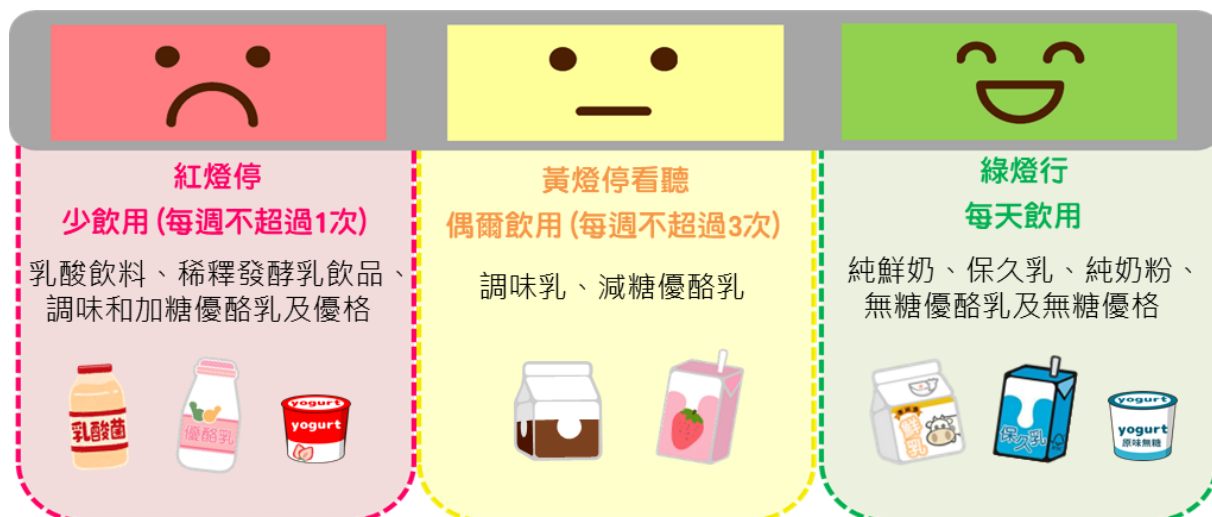 紅燈停
少飲用(每週不超過1次)
乳酸飲料、稀釋發酵乳飲品、
調味和加糖優酪乳及優格
乳酸菌
優酪乳
yogurt
yogurt
黃燈停看聽
偶爾飲用(每週不超過3次)
調味乳、減糖優酪乳
綠燈行
每天飲用
純鮮奶、保久乳、純奶粉、
無糖優酪乳及無糖優格
鮮乳
保久乳
yogurt
yogurt
原味無糖